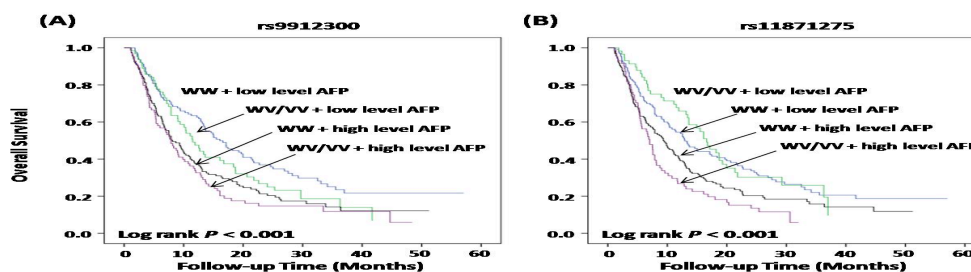 (A)
rs9912300
Overall Survival
1.0
0.8
0.6
0.4
0.2
0.0
WW + low level AFP
WV/VV + low level AFP
WW + high level AFP
WV/VV + high level AFP
Log rank P < 0.001
0 10 20 30 40 50 60
Follow-up Time (Months)
(B)
rs11871275
1.0
0.8
0.6
0.4
0.2
0.0
WV/VV + low level AFP
WW + low level AFP
WW + high level AFP
WV/VV + high level AFP
Log rank P < 0.001
0 10 20 30 40 50 60
Follow-up Time (Months)